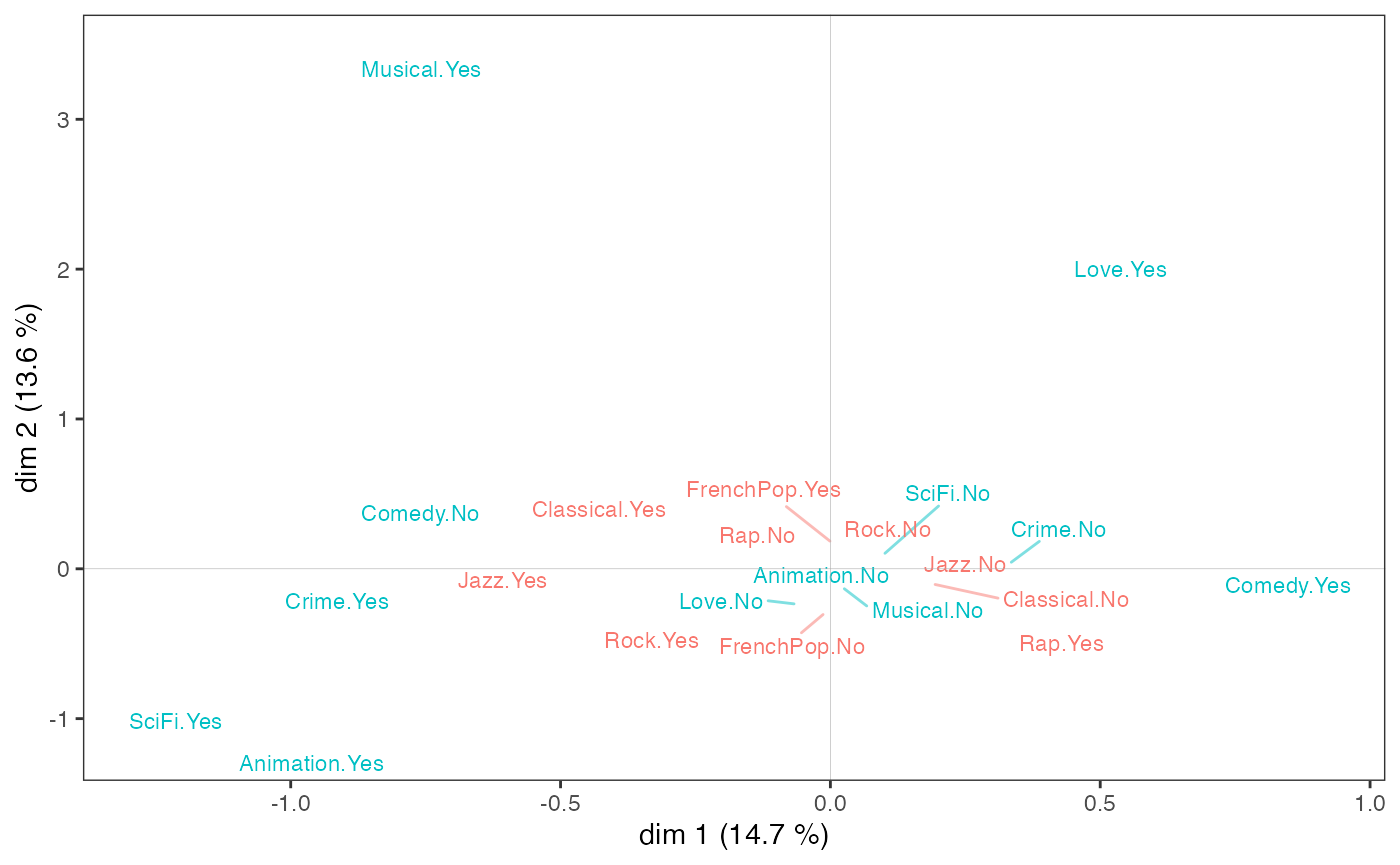 Musical.Yes
3
Love.Yes
2
dim 2 (13.6 %)
1
FrenchPop.Yes
SciFi.No
Comedy.No
Classical.Yes
Rap.No
Rock.No
Crime.No
0
Jazz.No
Animation.No
Jazz.Yes
Comedy.Yes
Crime.Yes
Love.No
Classical.No
Musical.No
Rock.Yes
FrenchPop.No
Rap.Yes
-1
SciFi.Yes
Animation.Yes
-1.0 -0.5 0.0 0.5 1.0
dim 1 (14.7 %)